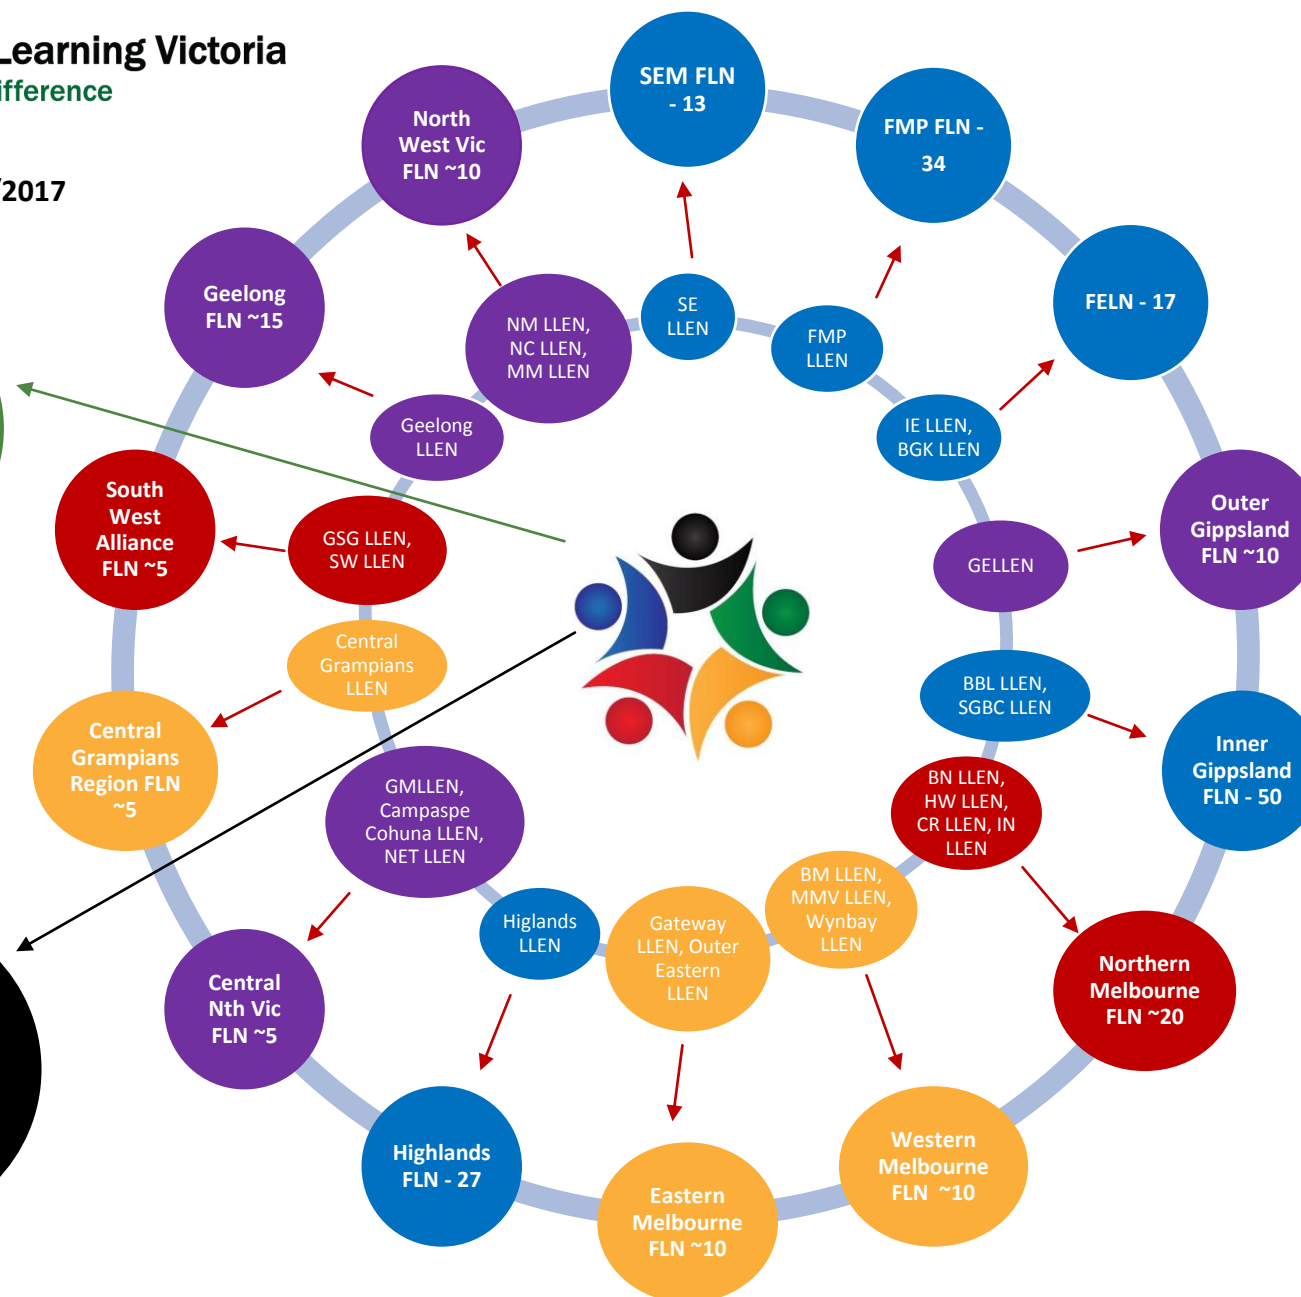 Learning Victoria
ifference
/2017
SEM FLN
- 13
FMP FLN -
34
FELN - 17
Outer
Gippsland
FLN ~10
Inner
Gippsland
FLN - 50
Northern
Melbourne
FLN ~20
Western
Melbourne
FLN ~10
Eastern
Melbourne
FLN ~10
Highlands
FLN - 27
Central
Nth Vic
FLN ~5
Central
Grampians
Region FLN
~5
South
West
Alliance
FLN ~5
Geelong
FLN ~15
North
West Vic
FLN ~10
SE
LLEN
FMP
LLEN
IE LLEN,
BGK LLEN
GELLEN
BBL LLEN,
SGBC LLEN
BN LLEN,
HW LLEN,
CR LLEN, IN
LLEN
BM LLEN,
MMV LLEN,
Wynbay
LLEN
Gateway
LLEN, Outer
Eastern
LLEN
Higlands
LLEN
GMLLEN,
Campaspe
Cohuna LLEN,
NET LLEN
Central
Grampians
LLEN
GSG LLEN,
SW LLEN
Geelong
LLEN
NM LLEN,
NC LLEN,
MM LLEN